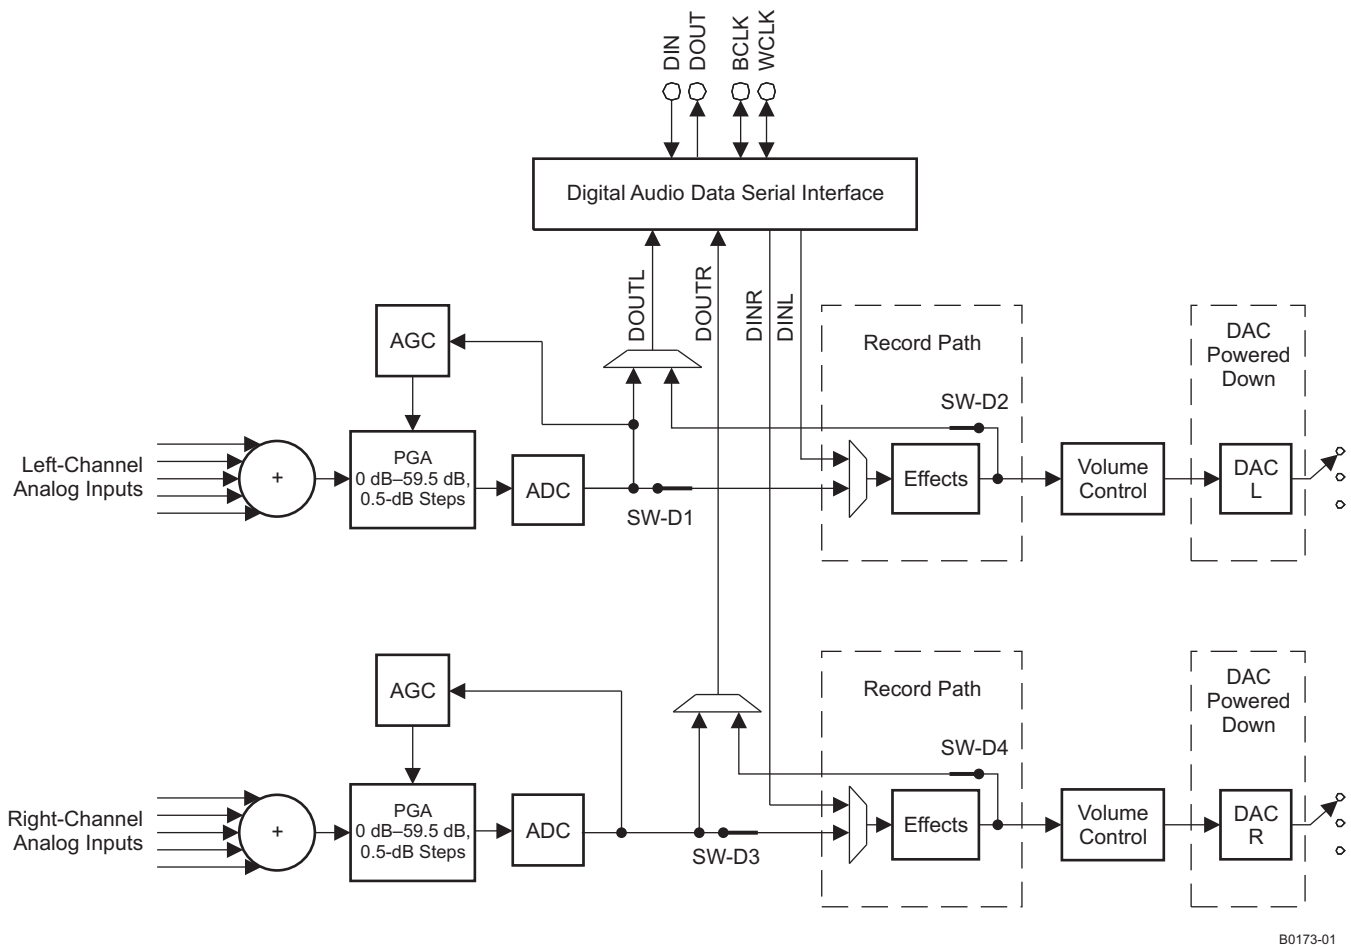 DIN
DOUT
BCLK
WCLK
Digital Audio Data Serial Interface
DOUTL
DOUTR
DINR
DINL
AGC
Record Path
DAC
Powered
Down
SW-D2
Left-Channel
Analog Inputs
+
PGA
0 dB–59.5 dB,
0.5-dB Steps
ADC
SW-D1
Effects
Volume
Control
DAC
L
AGC
Record Path
DAC
Powered
Down
SW-D4
Right-Channel
Analog Inputs
+
PGA
0 dB–59.5 dB,
0.5-dB Steps
ADC
SW-D3
Effects
Volume
Control
DAC
R
B0173-01